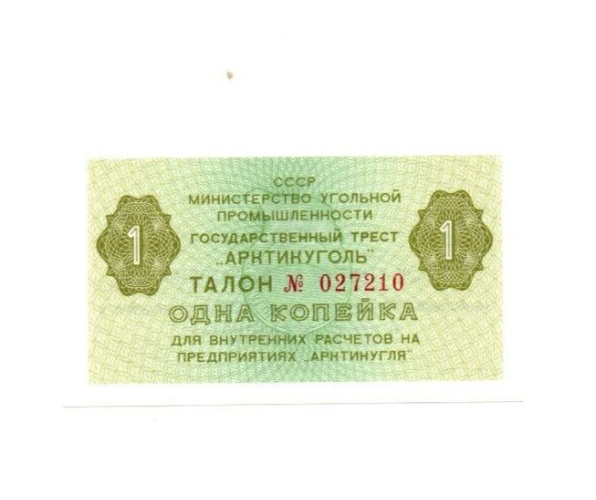 СССР
МИНИСТЕРСТВО УГОЛЬНОЙ
ПРОМЫШЛЕННОСТИ
ГОСУДАРСТВЕННЫЙ ТРЕСТ
„АРКТИКУГОЛЬ"
1 1
ТАЛОН № 027210
ОДНА КОПЕЙКА
ДЛЯ ВНУТРЕННИХ РАСЧЕТОВ НА
ПРЕДПРИЯТИЯХ „АРКТИКУГЛЯ"